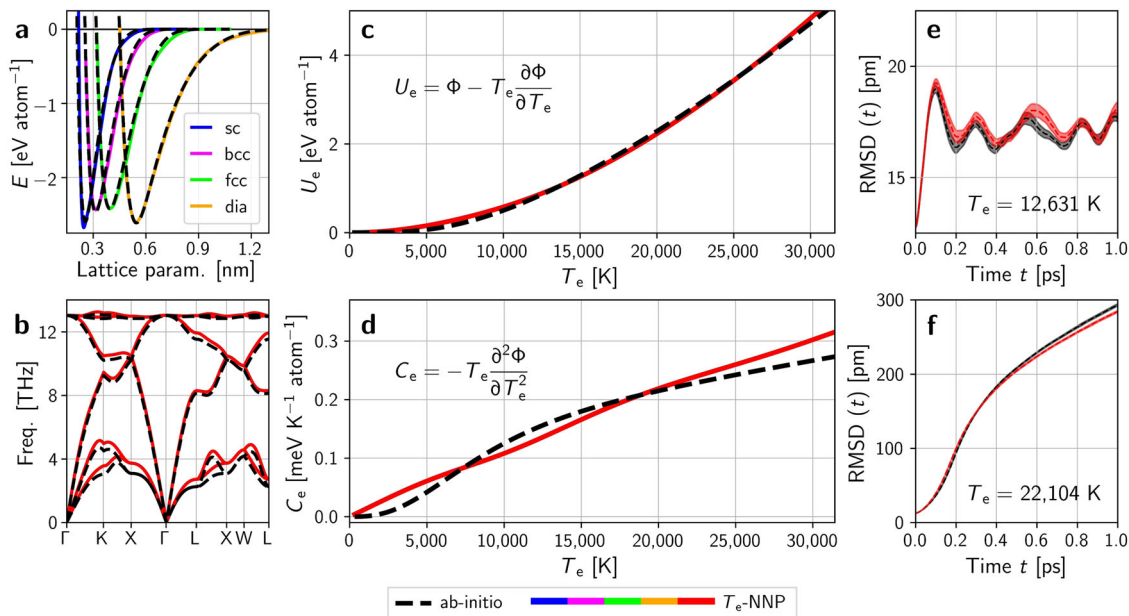 a
E [eV atom⁻¹]
0
−1
−2
sc
bcc
fcc
dia
0.3 0.6 0.9 1.2
Lattice param. [nm]
b
Freq. [THz]
12
8
4
0
Γ K X Γ L X W L
c
U_e = Φ − T_e ∂Φ/∂T_e
U_e [eV atom⁻¹]
4
2
0
5,000 10,000 15,000 20,000 25,000 30,000
T_e [K]
d
C_e = −T_e ∂²Φ/∂T_e²
C_e [meV K⁻¹ atom⁻¹]
0.3
0.2
0.1
0.0
0 5,000 10,000 15,000 20,000 25,000 30,000
T_e [K]
e
RMSD (t) [pm]
20
15
T_e = 12,631 K
0.0 0.2 0.4 0.6 0.8 1.0
Time t [ps]
f
RMSD (t) [pm]
300
200
100
0
T_e = 22,104 K
0.0 0.2 0.4 0.6 0.8 1.0
Time t [ps]
ab-initio T_e-NNP